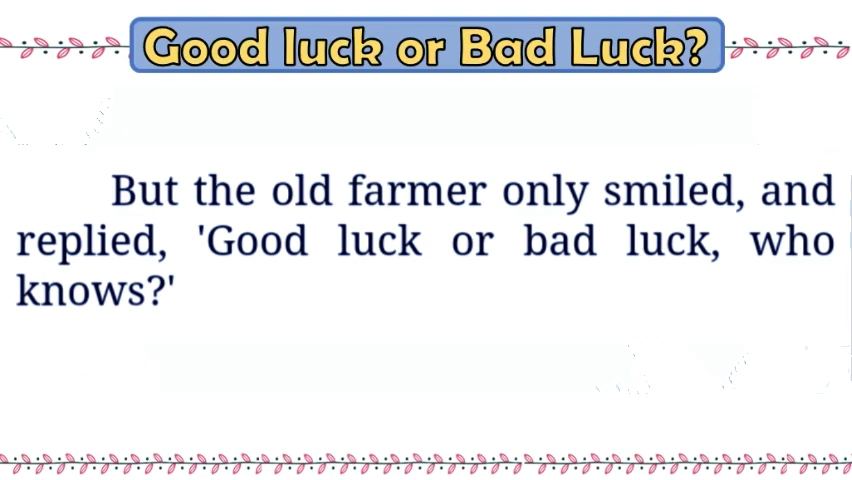 Good luck or Bad Luck?
But the old farmer only smiled, and
replied, 'Good luck or bad luck, who
knows?'